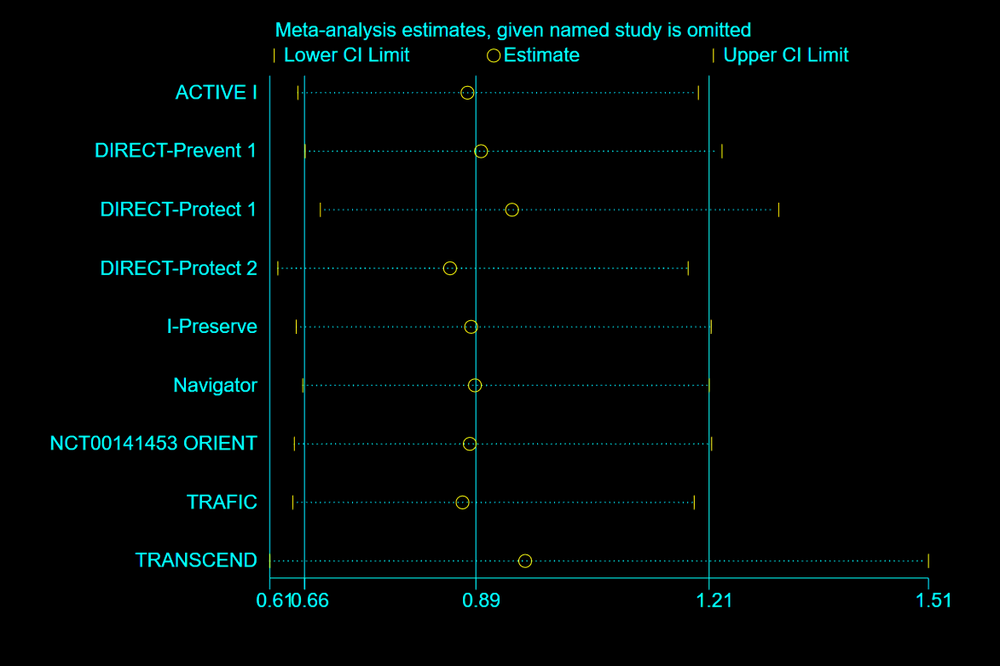 Meta-analysis estimates, given named study is omitted
Lower CI Limit Estimate Upper CI Limit
ACTIVE I
DIRECT-Prevent 1
DIRECT-Protect 1
DIRECT-Protect 2
I-Preserve
Navigator
NCT00141453 ORIENT
TRAFIC
TRANSCEND
0.61 0.66 0.89 1.21 1.51